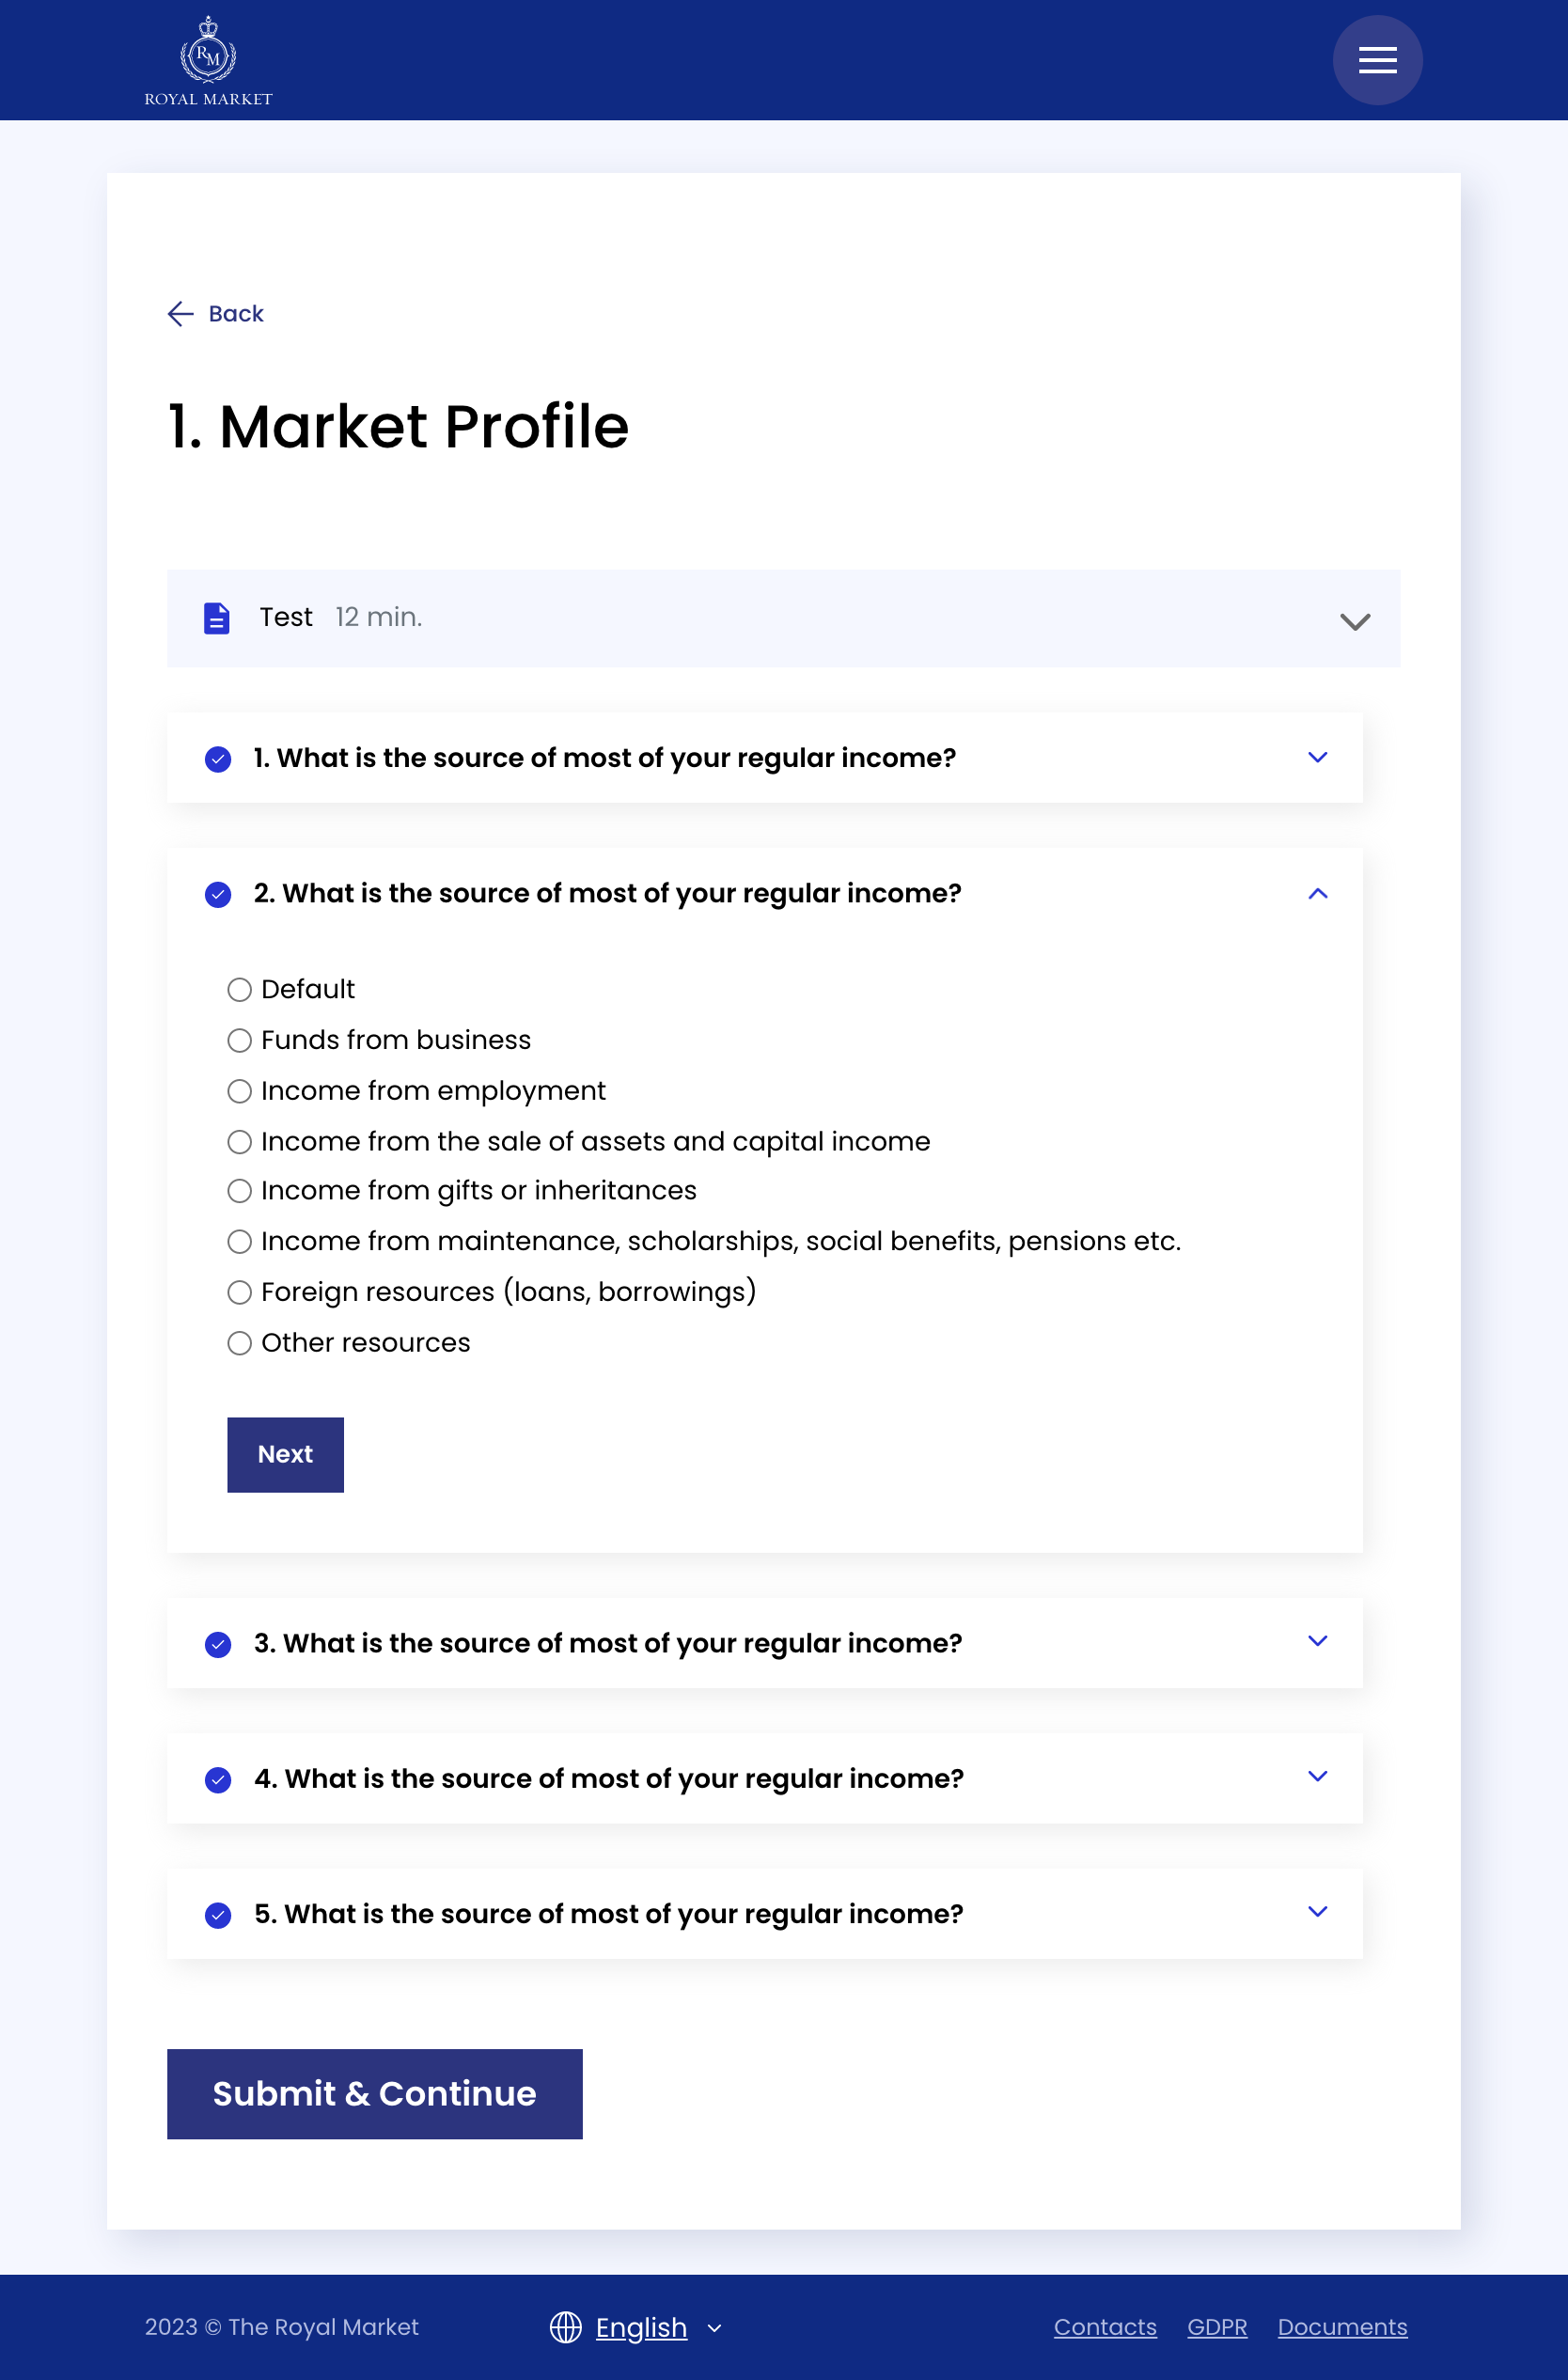 RM
ROYAL MARKET
Back
1. Market Profile
Test 12 min.
1. What is the source of most of your regular income?
2. What is the source of most of your regular income?
Default
Funds from business
Income from employment
Income from the sale of assets and capital income
Income from gifts or inheritances
Income from maintenance, scholarships, social benefits, pensions etc.
Foreign resources (loans, borrowings)
Other resources
Next
3. What is the source of most of your regular income?
4. What is the source of most of your regular income?
5. What is the source of most of your regular income?
Submit & Continue
2023 © The Royal Market English Contacts GDPR Documents